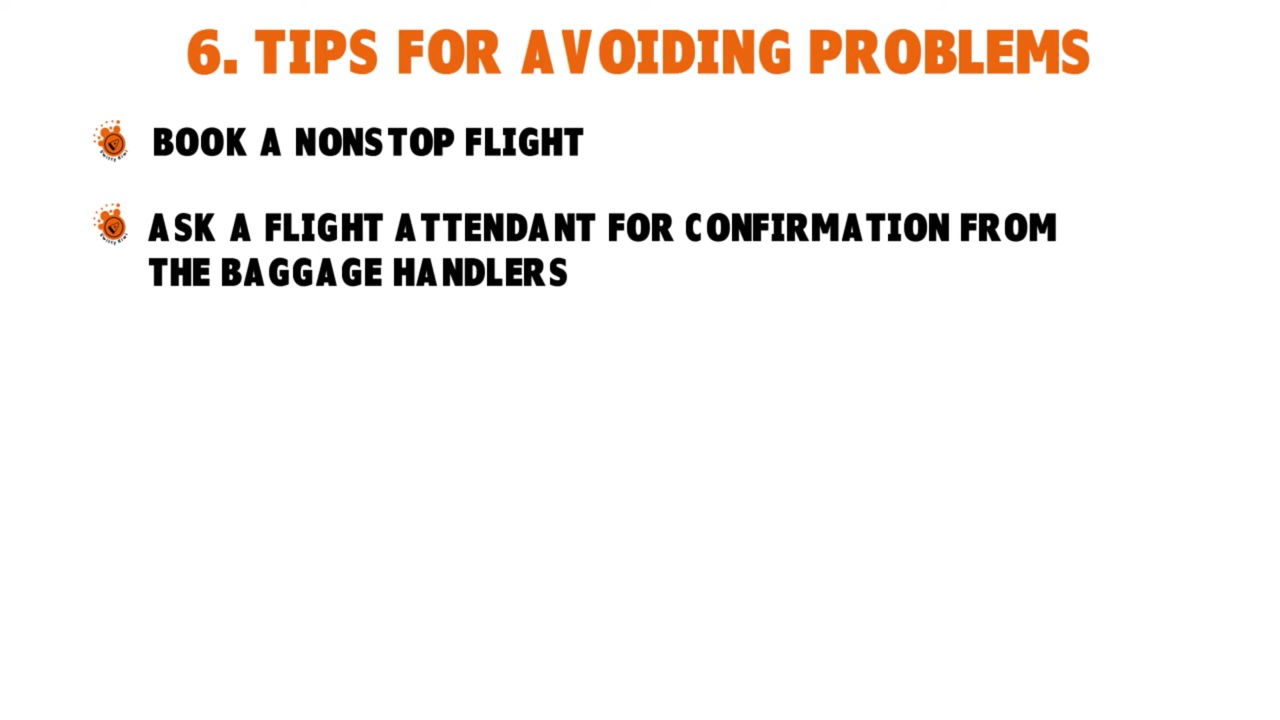 6. TIPS FOR AVOIDING PROBLEMS
BOOK A NONSTOP FLIGHT
ASK A FLIGHT ATTENDANT FOR CONFIRMATION FROM
THE BAGGAGE HANDLERS